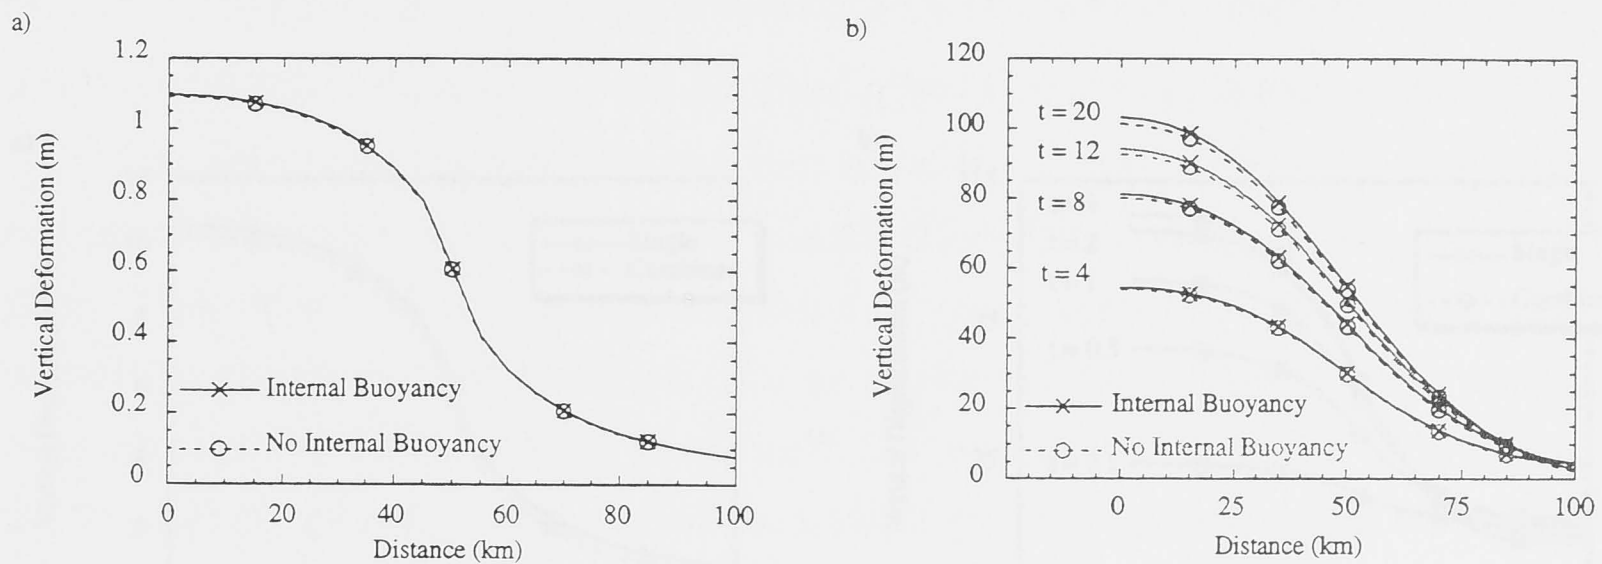 a)
Vertical Deformation (m)
1.2
1
0.8
0.6
0.4
0.2
0
0 20 40 60 80 100
Distance (km)
Internal Buoyancy
No Internal Buoyancy
b)
Vertical Deformation (m)
120
100
80
60
40
20
0
0 25 50 75 100
Distance (km)
t = 20
t = 12
t = 8
t = 4
Internal Buoyancy
No Internal Buoyancy